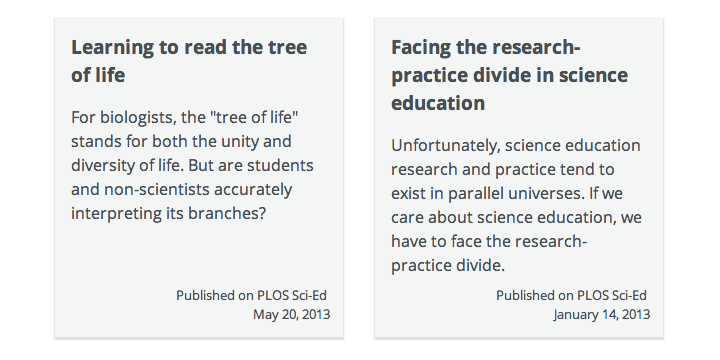 Learning to read the tree
of life
For biologists, the "tree of life"
stands for both the unity and
diversity of life. But are students
and non-scientists accurately
interpreting its branches?
Published on PLOS Sci-Ed
May 20, 2013
Facing the research-
practice divide in science
education
Unfortunately, science education
research and practice tend to
exist in parallel universes. If we
care about science education, we
have to face the research-
practice divide.
Published on PLOS Sci-Ed
January 14, 2013